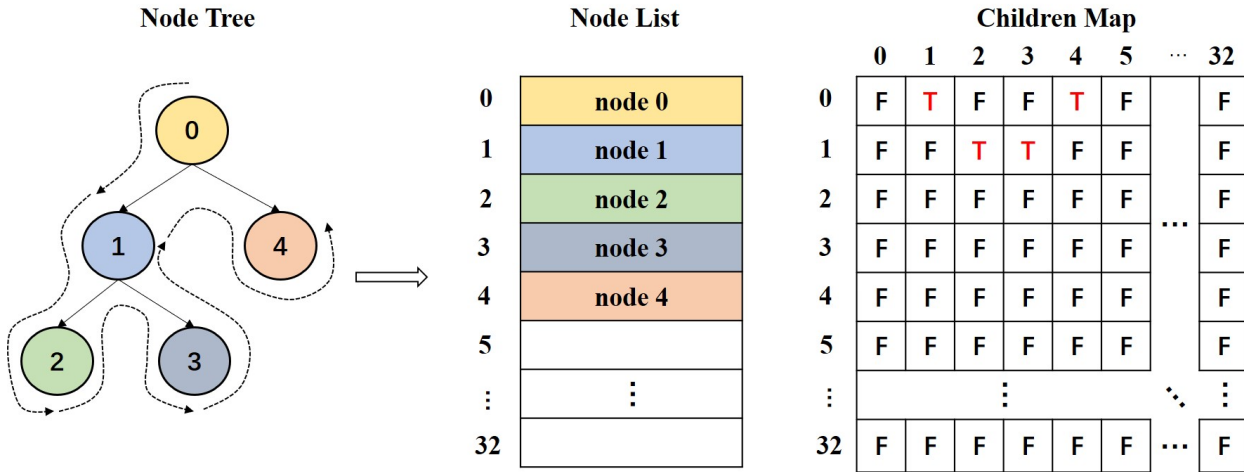 Node Tree
Node List
Children Map
0
1
4
2
3
0 node 0
1 node 1
2 node 2
3 node 3
4 node 4
5
⋮ ⋮
32
0 1 2 3 4 5 ⋯ 32
0 F T F F T F F
1 F F T T F F F
2 F F F F F F ⋯ F
3 F F F F F F F
4 F F F F F F F
5 F F F F F F F
⋮ ⋮ ⋱ ⋮
32 F F F F F F ⋯ F